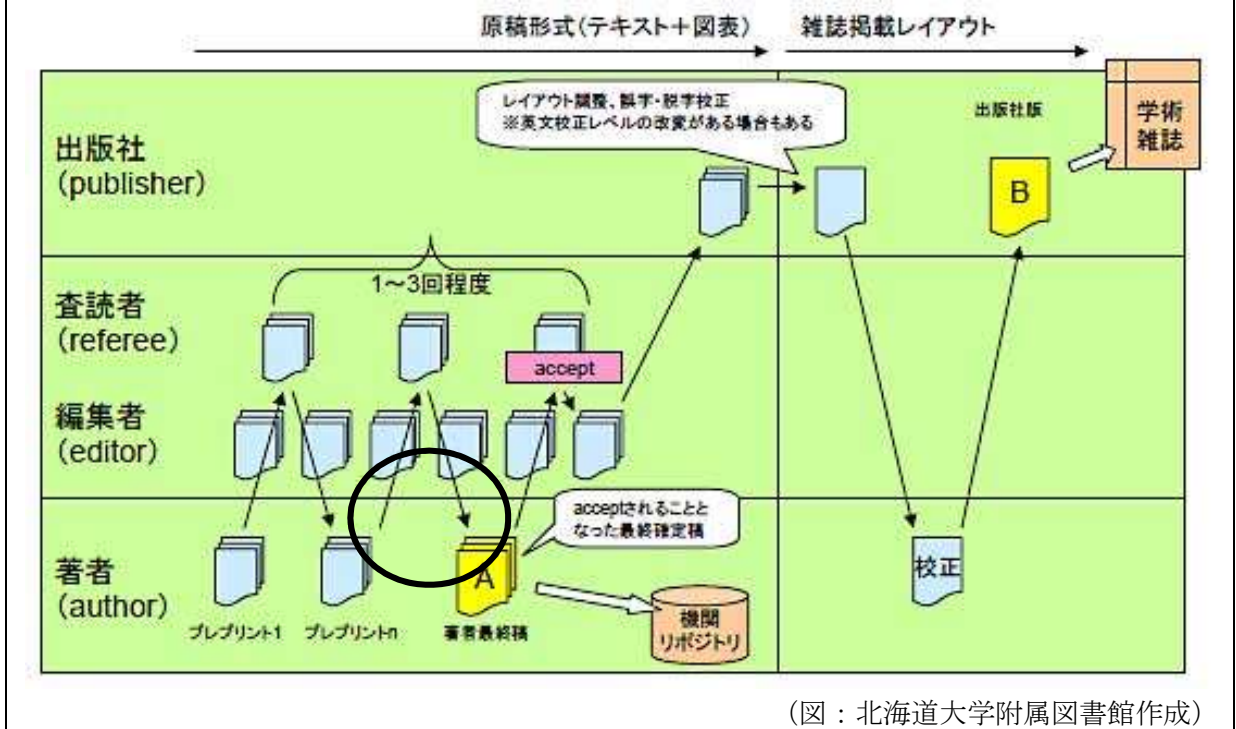 原稿形式(テキスト＋図表)
雑誌掲載レイアウト
出版社
(publisher)
レイアウト調整、誤字・脱字校正
※英文校正レベルの改変がある場合もある
出版社版
B
学術
雑誌
査読者
(referee)
1～3回程度
accept
編集者
(editor)
著者
(author)
プレプリント1
プレプリントn
A
著者最終稿
acceptされることと
なった最終確定稿
機関
リポジトリ
校正
(図：北海道大学附属図書館作成)